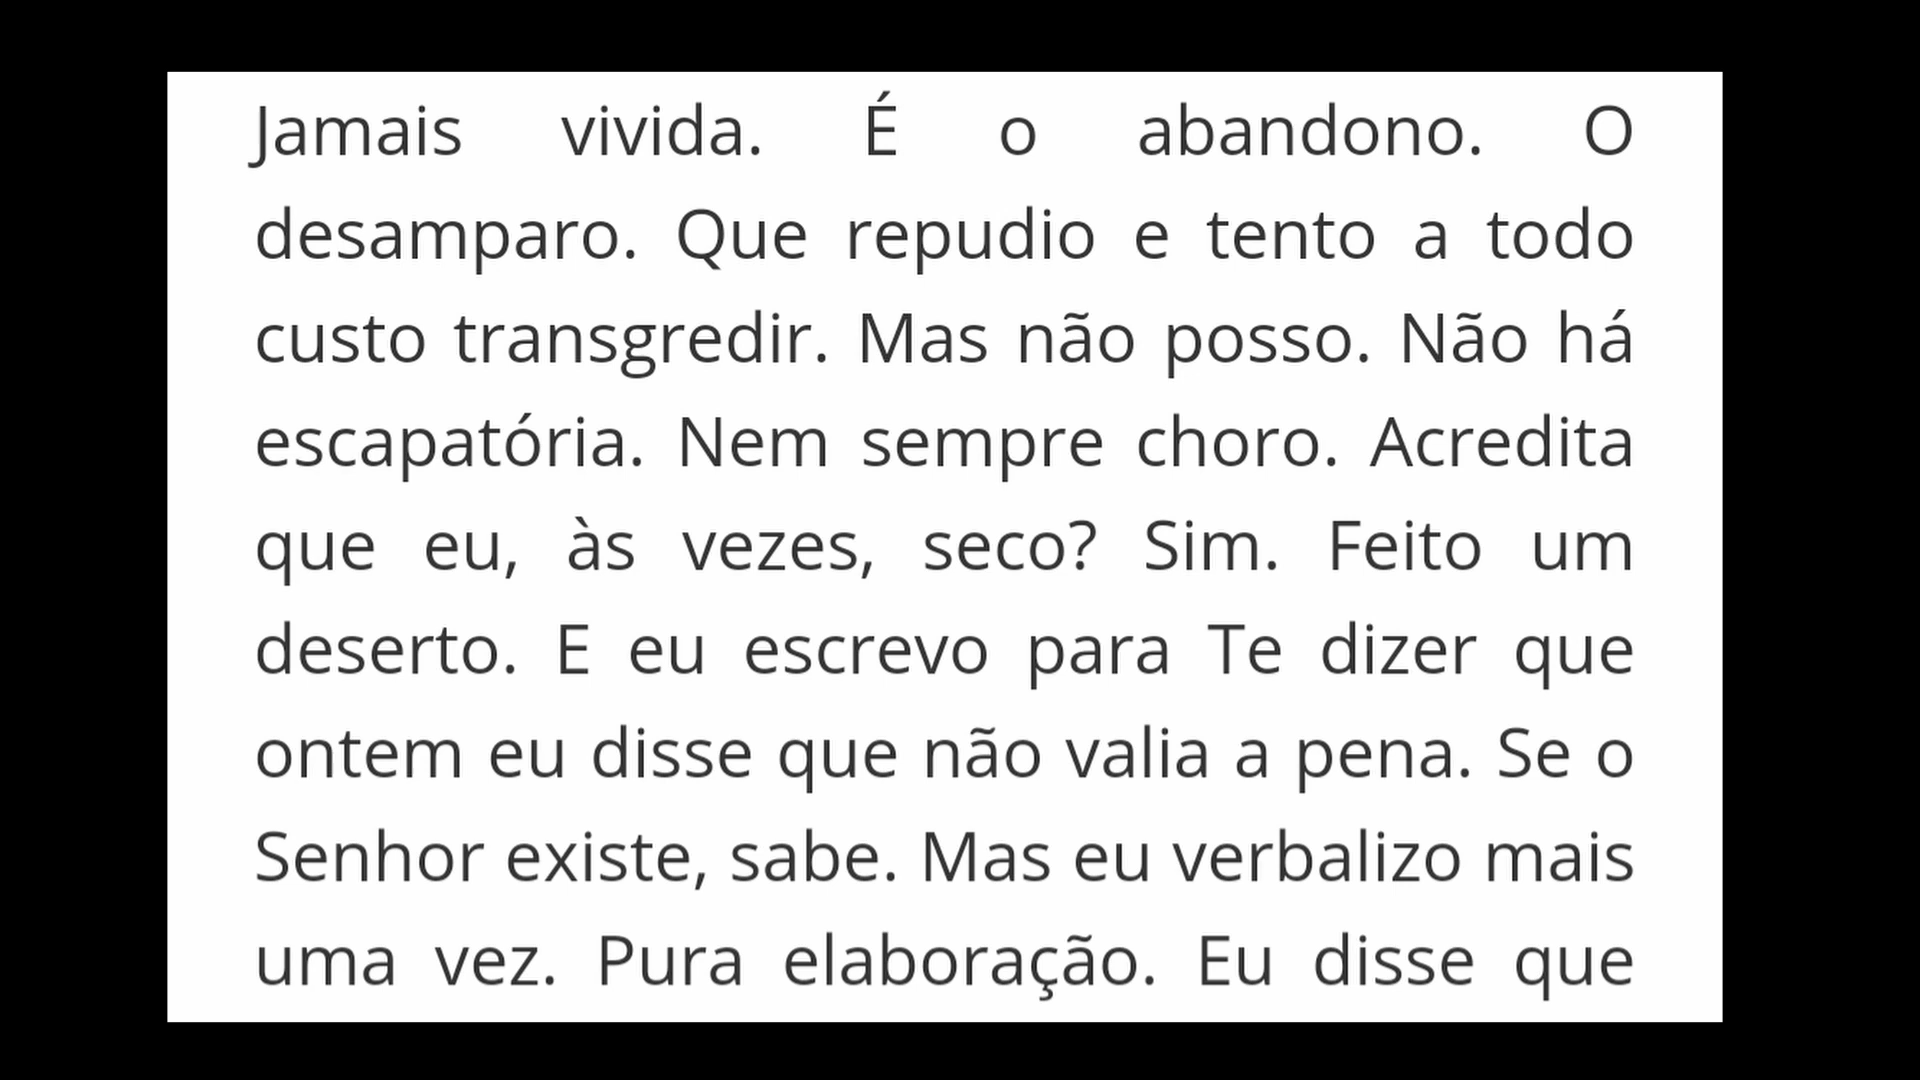 Jamais vivida. É o abandono. O
desamparo. Que repudio e tento a todo
custo transgredir. Mas não posso. Não há
escapatória. Nem sempre choro. Acredita
que eu, às vezes, seco? Sim. Feito um
deserto. E eu escrevo para Te dizer que
ontem eu disse que não valia a pena. Se o
Senhor existe, sabe. Mas eu verbalizo mais
uma vez. Pura elaboração. Eu disse que